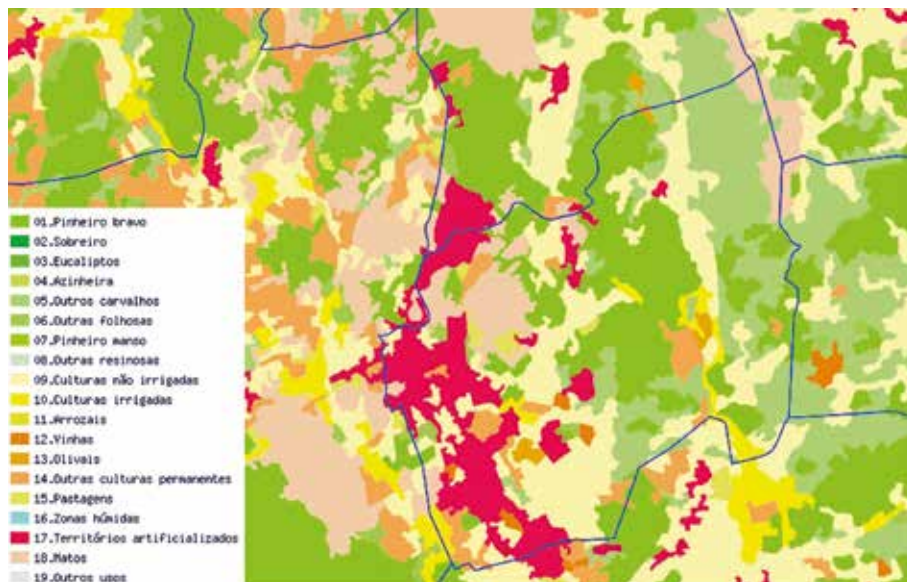 01.Pinheiro bravo
02.Sobreiro
03.Eucaliptos
04.Azinheira
05.Outros carvalhos
06.Outras folhosas
07.Pinheiro manso
08.Outras resinosas
09.Culturas não irrigadas
10.Culturas irrigadas
11.Arrozais
12.Vinhas
13.Olivais
14.Outras culturas permanentes
15.Pastagens
16.Zonas húmidas
17.Territórios artificializados
18.Matos
19.Outros usos